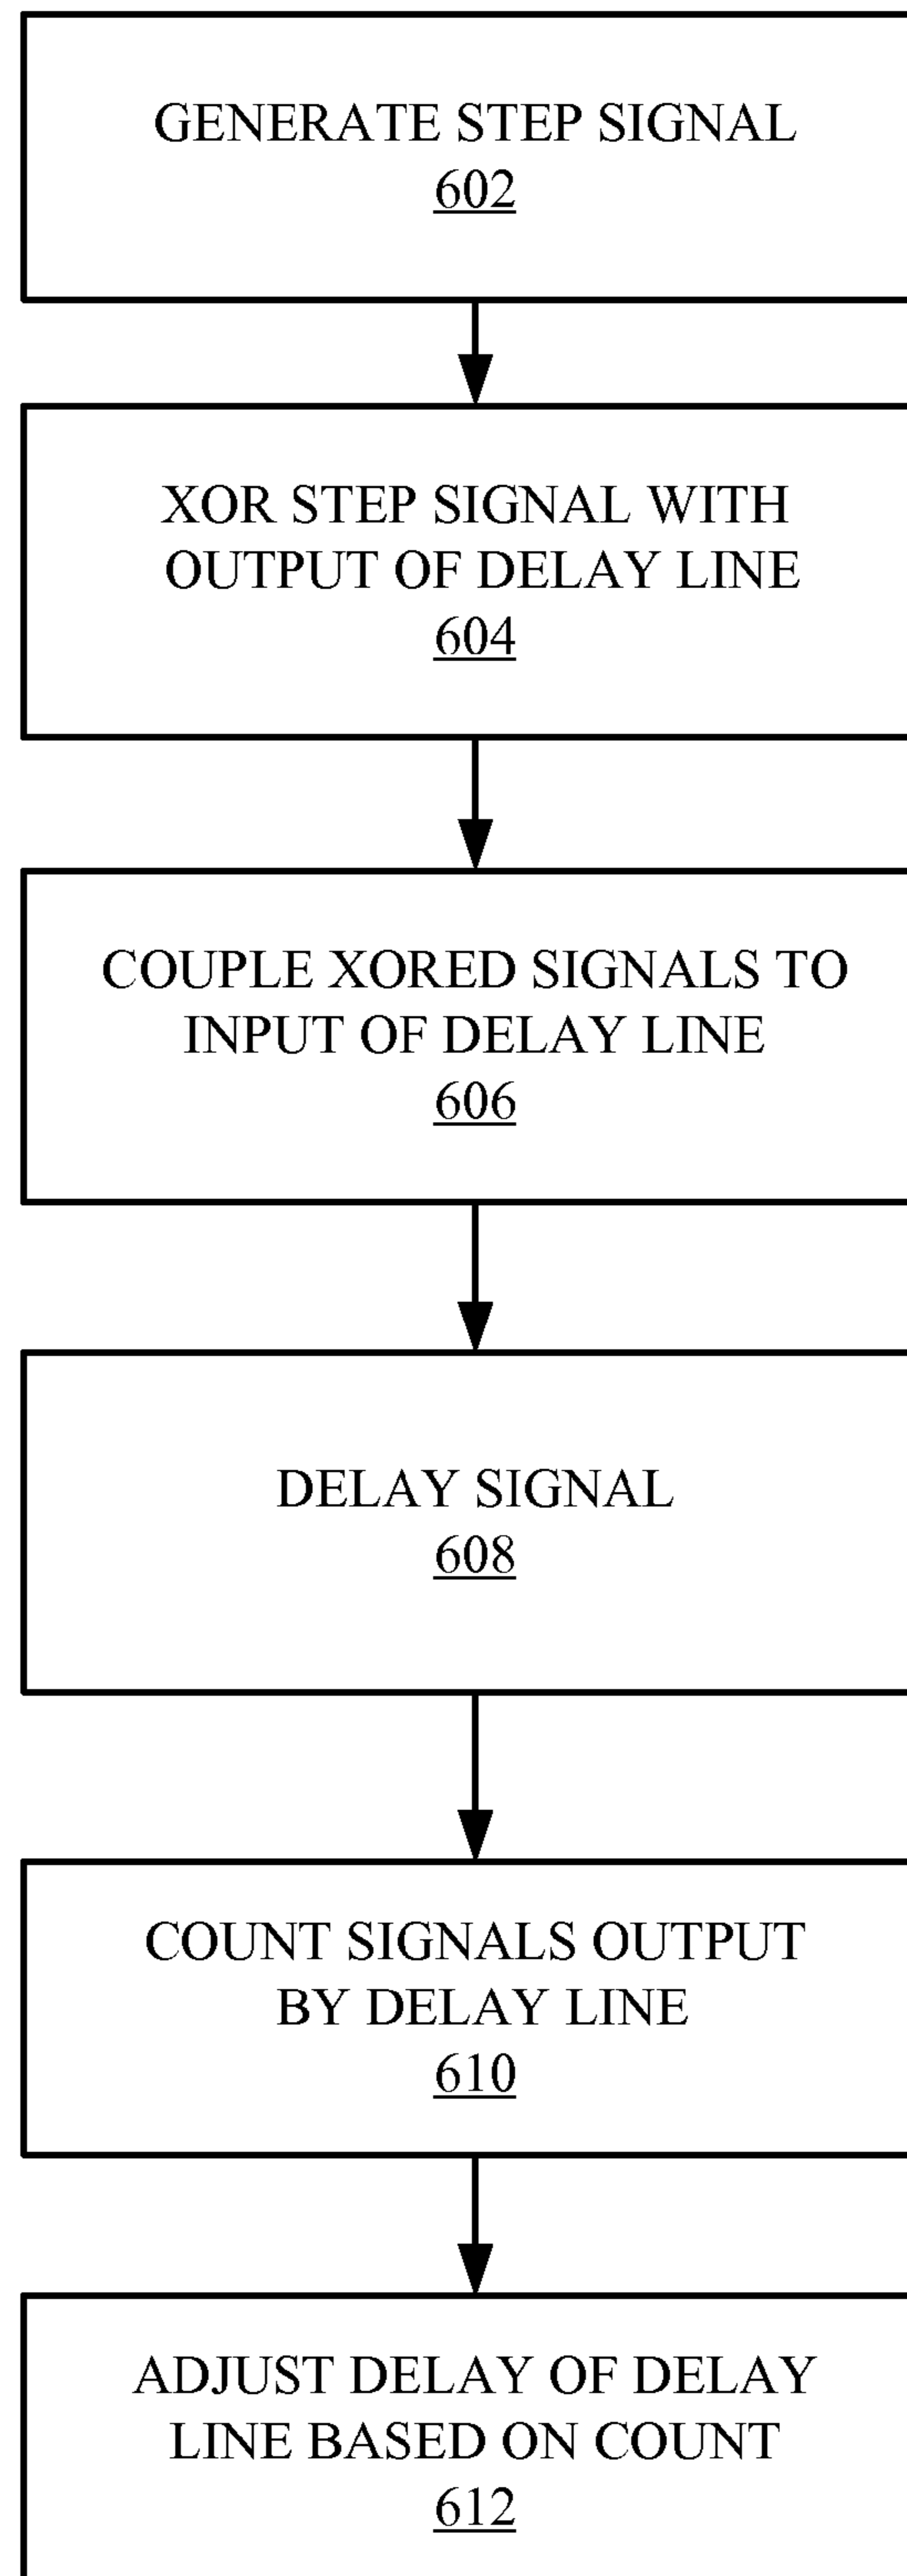 GENERATE STEP SIGNAL
602
XOR STEP SIGNAL WITH
OUTPUT OF DELAY LINE
604
COUPLE XORED SIGNALS TO
INPUT OF DELAY LINE
606
DELAY SIGNAL
608
COUNT SIGNALS OUTPUT
BY DELAY LINE
610
ADJUST DELAY OF DELAY
LINE BASED ON COUNT
612